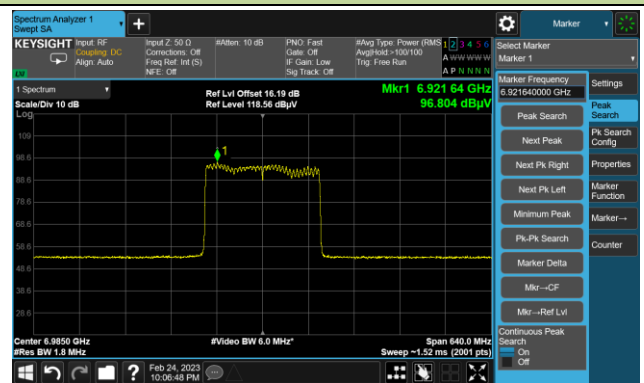 Spectrum Analyzer 1
Swept SA
+
Marker
KEYSIGHT
Input: RF
Coupling: DC
Align: Auto
Input Z: 50 Ω
Corrections: Off
Freq Ref: Int (S)
NFE: Off
#Atten: 10 dB
PNO: Fast
Gate: Off
IF Gain: Low
Sig Track: Off
#Avg Type: Power (RMS
Avg|Hold:>100/100
Trig: Free Run
1 2 3 4 5 6
A W W W W W
A P N N N N
LXI
Select Marker
Marker 1
1 Spectrum
Scale/Div 10 dB
Log
Ref Lvl Offset 16.19 dB
Ref Level 118.56 dBµV
Mkr1 6.921 64 GHz
96.804 dBµV
Marker Frequency
6.921640000 GHz
Settings
Peak Search
Peak
Search
Next Peak
Pk Search
Config
Next Pk Right
Properties
Next Pk Left
Marker
Function
Minimum Peak
Marker→
Pk-Pk Search
Counter
Marker Delta
Mkr→CF
Mkr→Ref Lvl
Continuous Peak
Search
On
Off
109
98.6
88.6
78.6
68.6
58.6
48.6
38.6
28.6
1
Center 6.9850 GHz
#Res BW 1.8 MHz
#Video BW 6.0 MHz*
Span 640.0 MHz
Sweep ~1.52 ms (2001 pts)
?
Feb 24, 2023
10:06:48 PM